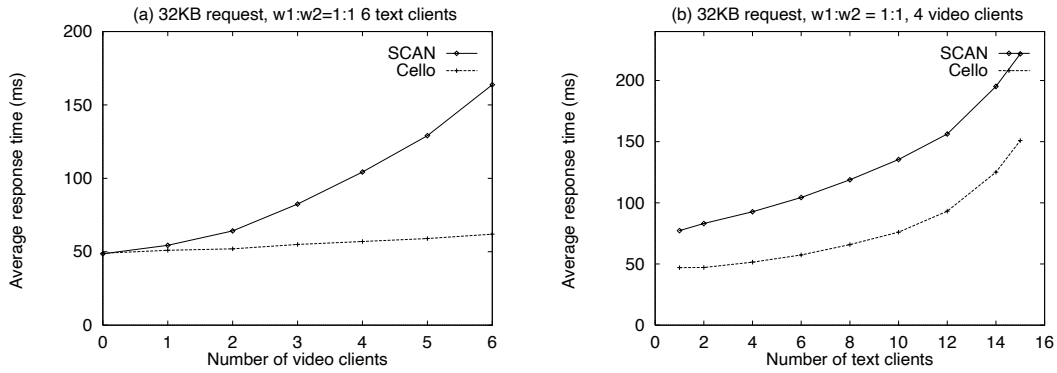 (a) 32KB request, w1:w2=1:1 6 text clients
200
150
100
50
0
Average response time (ms)
SCAN
Cello
0 1 2 3 4 5 6
Number of video clients
(b) 32KB request, w1:w2 = 1:1, 4 video clients
200
150
100
50
0
Average response time (ms)
SCAN
Cello
0 2 4 6 8 10 12 14 16
Number of text clients